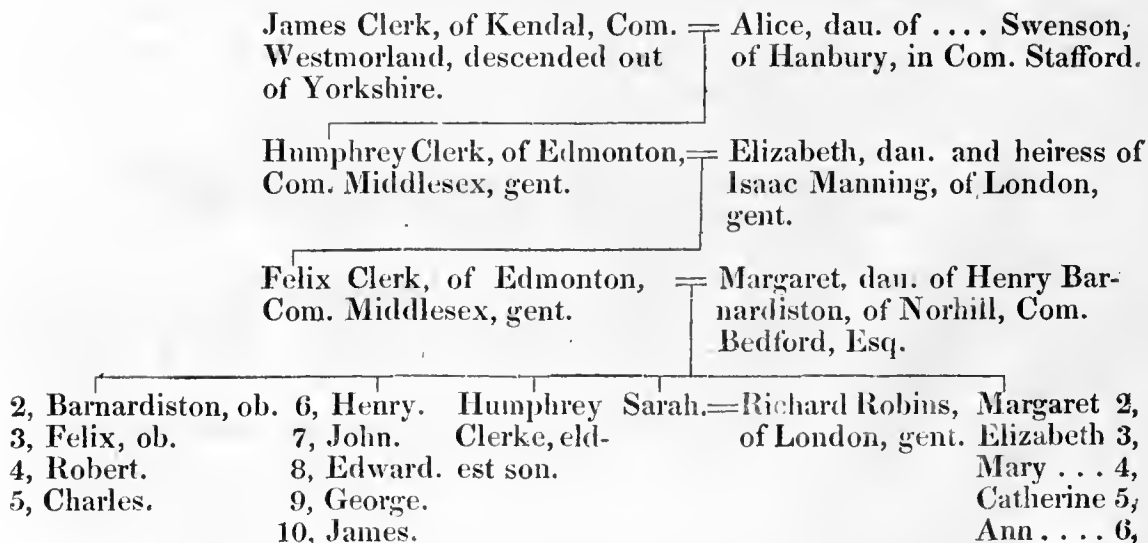 James Clerk, of Kendal, Com. = Alice, dau. of .... Swenson,
Westmorland, descended out of Hanbury, in Com. Stafford.
of Yorkshire.
Humphrey Clerk, of Edmonton, = Elizabeth, dau. and heiress of
Com. Middlesex, gent. Isaac Manning, of London,
gent.
Felix Clerk, of Edmonton, = Margaret, dau. of Henry Bar-
Com. Middlesex, gent. nardiston, of Norhill, Com.
Bedford, Esq.
2, Barnardiston, ob. 6, Henry. Humphrey Sarah. = Richard Robins, Margaret 2,
3, Felix, ob. 7, John. Clerke, eld- of London, gent. Elizabeth 3,
4, Robert. 8, Edward. est son. Mary . . . 4,
5, Charles. 9, George. Catherine 5,
10, James. Ann . . . . 6,